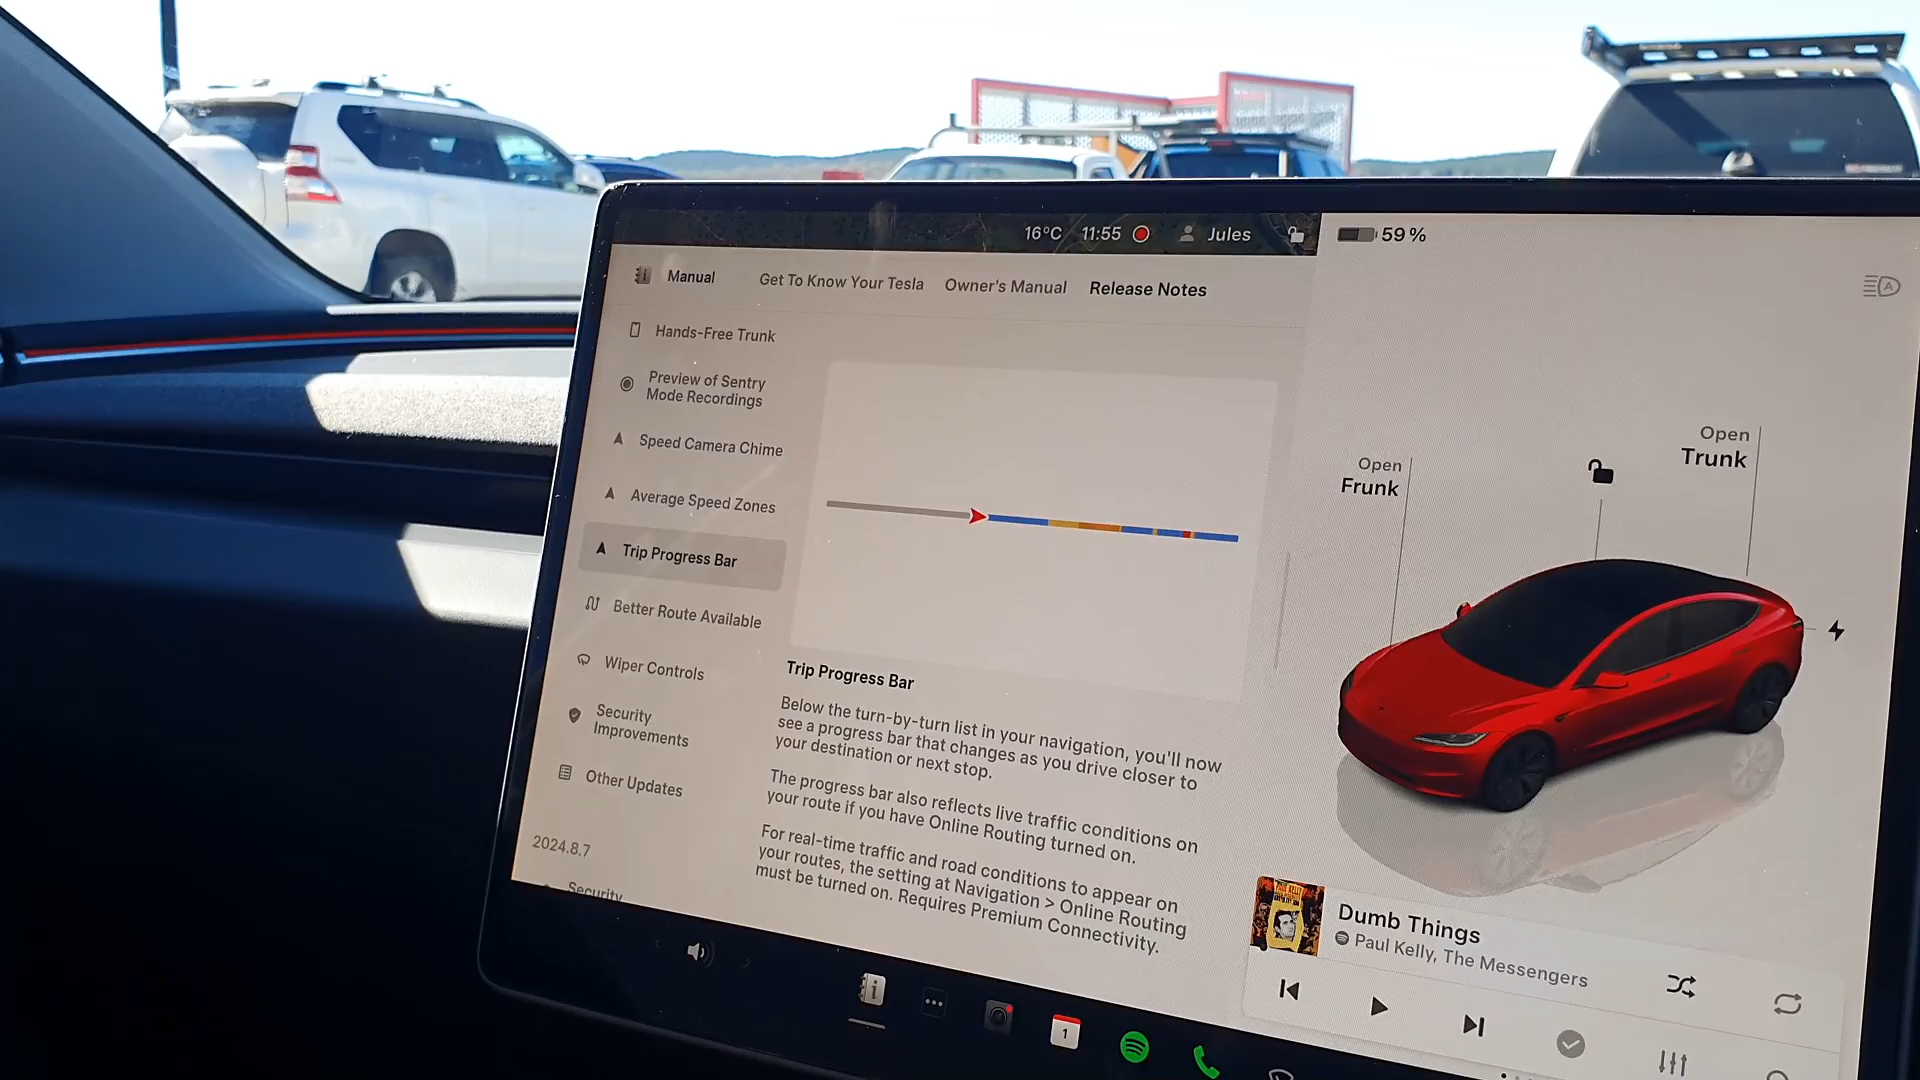 16°C 11:55 Jules
59 %
Manual
Get To Know Your Tesla
Owner's Manual
Release Notes
Hands-Free Trunk
Preview of Sentry
Mode Recordings
Speed Camera Chime
Average Speed Zones
Trip Progress Bar
Better Route Available
Wiper Controls
Security
Improvements
Other Updates
2024.8.7
Security
Trip Progress Bar
Below the turn-by-turn list in your navigation, you'll now
see a progress bar that changes as you drive closer to
your destination or next stop.
The progress bar also reflects live traffic conditions on
your route if you have Online Routing turned on.
For real-time traffic and road conditions to appear on
your routes, the setting at Navigation > Online Routing
must be turned on. Requires Premium Connectivity.
Open
Frunk
Open
Trunk
A
Dumb Things
Paul Kelly, The Messengers
1